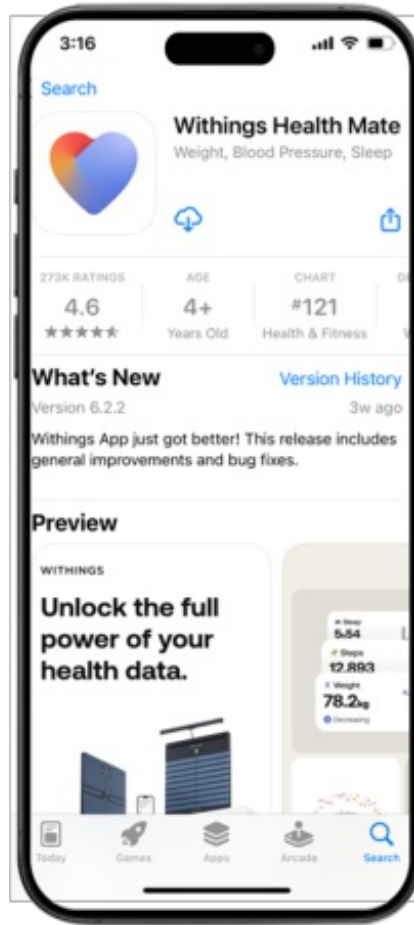 3:16
Search
Withings Health Mate
Weight, Blood Pressure, Sleep
273K RATINGS
AGE
CHART
4.6
4+
#121
Years Old
Health & Fitness
What's New
Version History
Version 6.2.2
3w ago
Withings App just got better! This release includes
general improvements and bug fixes.
Preview
WITHINGS
Unlock the full
power of your
health data.
Sleep
5h54
Steps
12,893
Weight
78.2kg
Decreasing
Today
Games
Apps
Arcade
Search